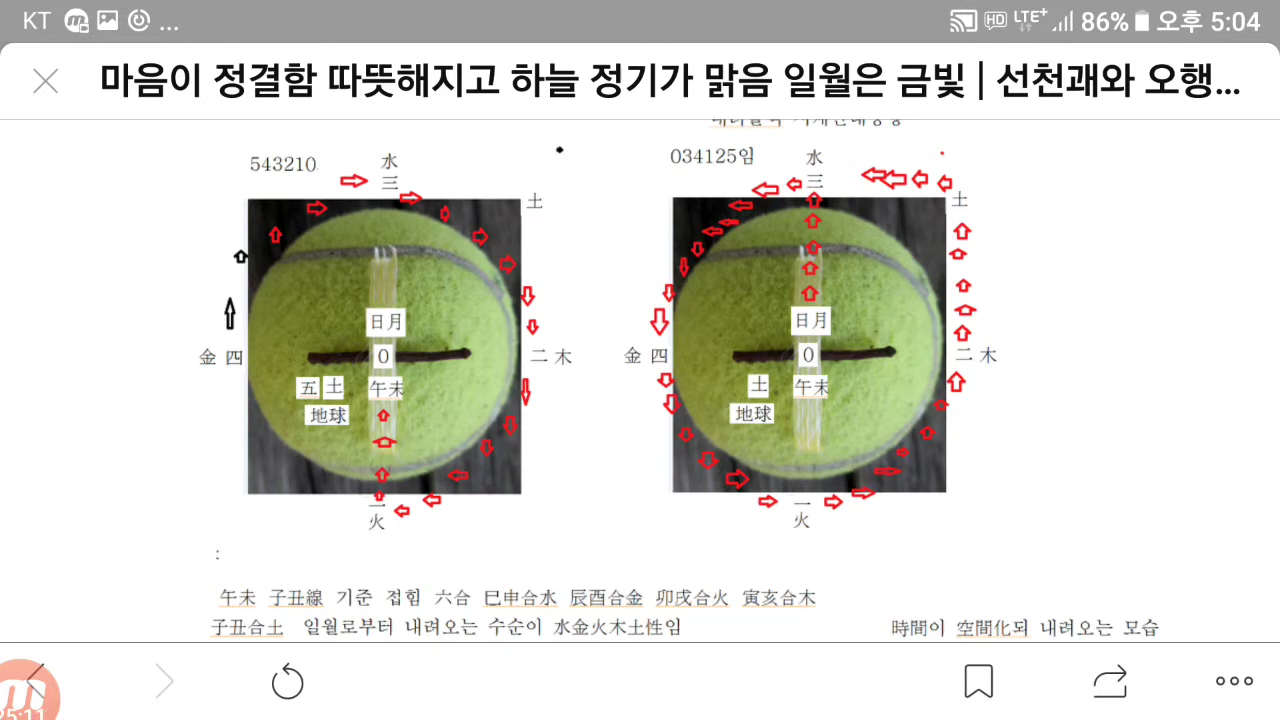 KT ... HD LTE+ 86% 오후 5:04
마음이 정결함 따뜻해지고 하늘 정기가 맑음 일월은 금빛 | 선천괘와 오행...
543210
水
三
土
日月
金 四
0
二 木
五 土
午未
地球
一
火
034125임
水
三
土
日月
金 四
0
二 木
土
午未
地球
一
火
:
午未 子丑線 기준 접힘 六合 巳申合水 辰酉合金 卯戌合火 寅亥合木
子丑合土 일월로부터 내려오는 수순이 水金火木土性임 時間이 空間化되 내려오는 모습
25:11